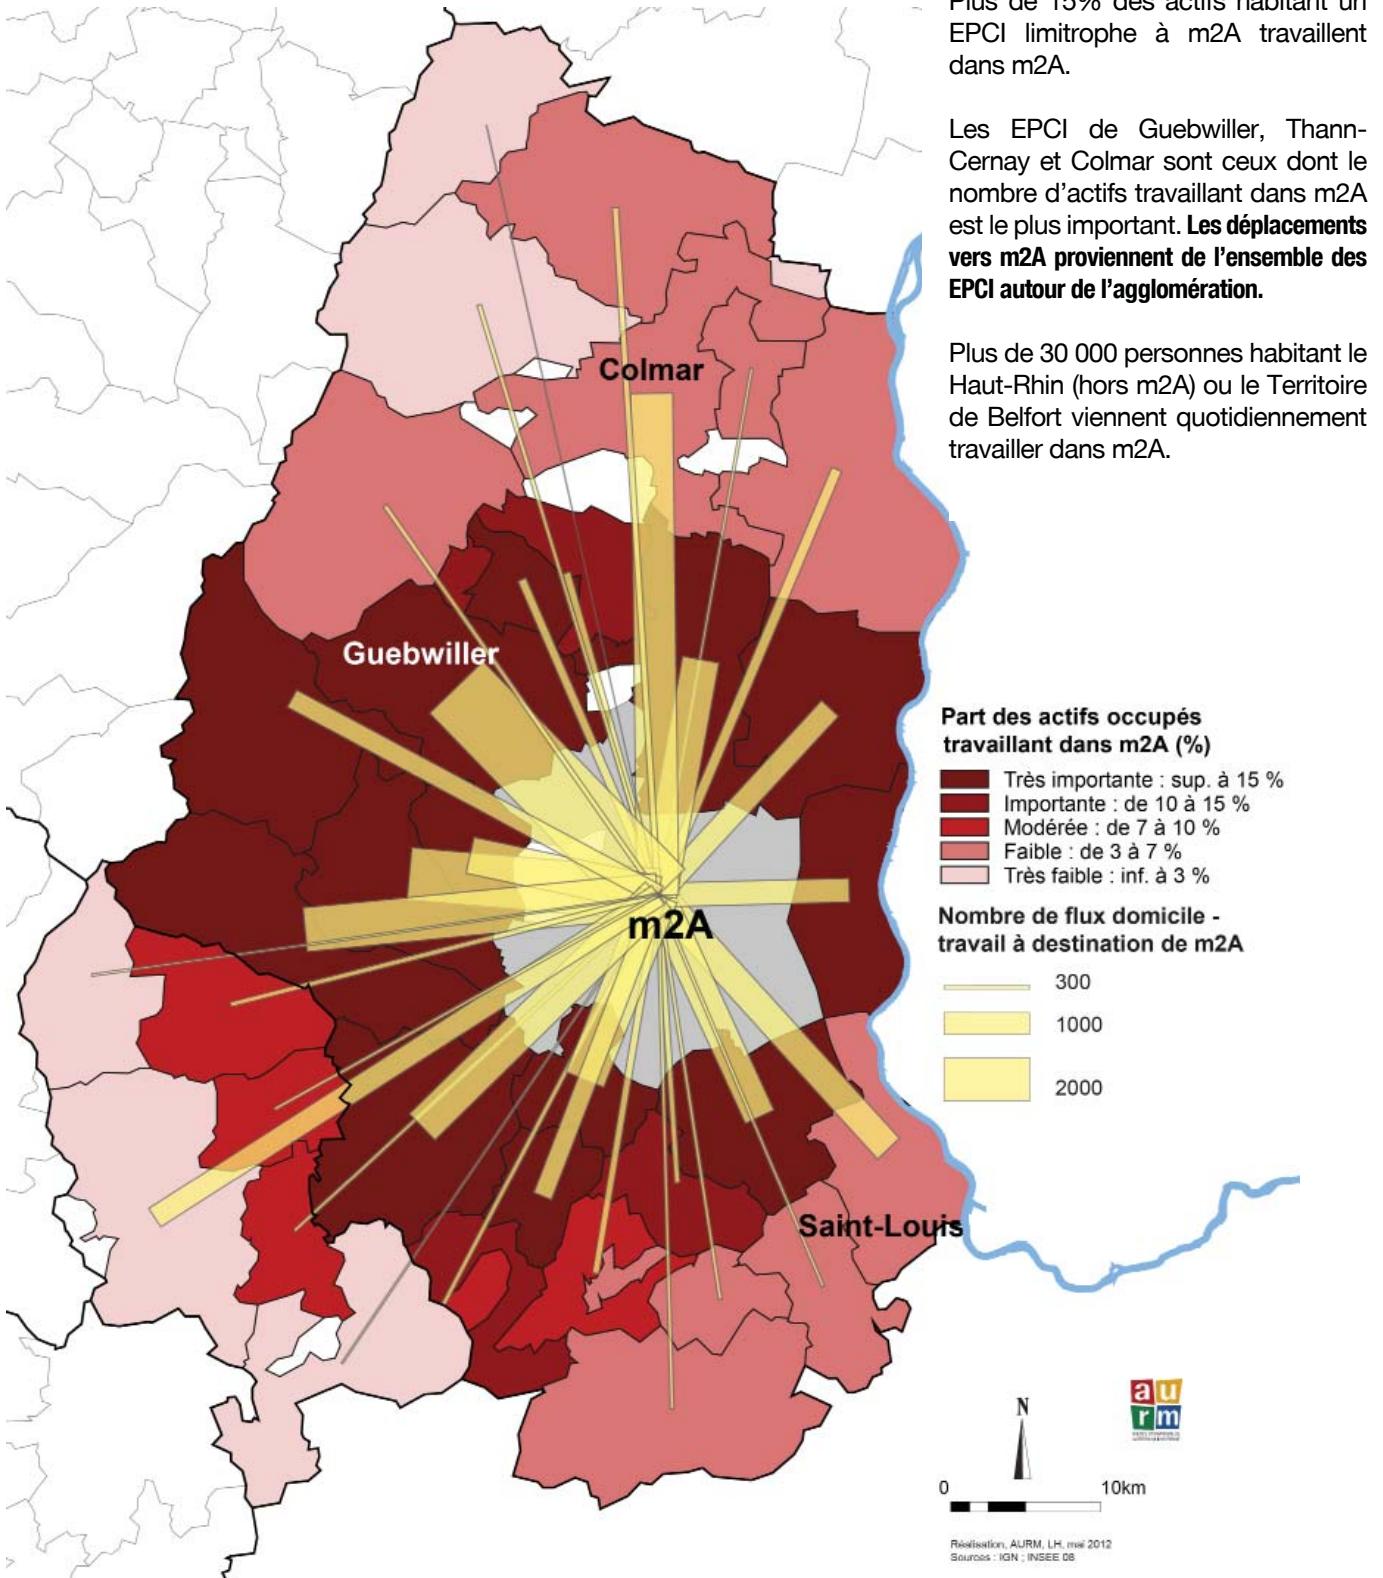 Plus de 15% des actifs habitant un
EPCI limitrophe à m2A travaillent
dans m2A.
Les EPCI de Guebwiller, Thann-
Cernay et Colmar sont ceux dont le
nombre d'actifs travaillant dans m2A
est le plus important. Les déplacements
vers m2A proviennent de l'ensemble des
EPCI autour de l'agglomération.
Plus de 30 000 personnes habitant le
Haut-Rhin (hors m2A) ou le Territoire
de Belfort viennent quotidiennement
travailler dans m2A.
Colmar
Guebwiller
m2A
Saint-Louis
Part des actifs occupés
travaillant dans m2A (%)
Très importante : sup. à 15 %
Importante : de 10 à 15 %
Modérée : de 7 à 10 %
Faible : de 3 à 7 %
Très faible : inf. à 3 %
Nombre de flux domicile -
travail à destination de m2A
300
1000
2000
N
aurm
0 10km
Réalisation, AURM, LH, mai 2012
Sources : IGN ; INSEE 08